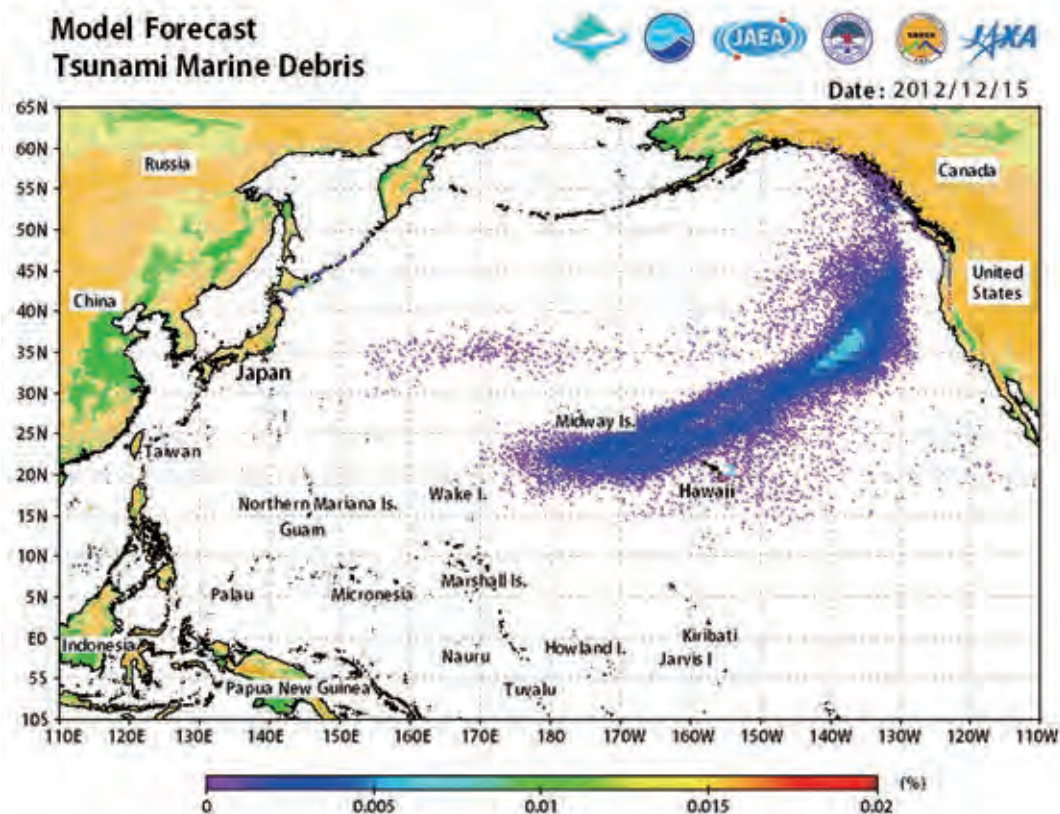 Model Forecast
Tsunami Marine Debris
JAEA
JAXA
Date: 2012/12/15
65N
60N
55N
50N
45N
40N
35N
30N
25N
20N
15N
10N
5N
E0
5S
10S
Russia
Canada
China
United
States
Japan
Midway Is.
Taiwan
Northern Mariana Is.
Wake I.
Hawaii
Guam
Palau
Micronesia
Marshall Is.
Kiribati
Indonesia
Nauru
Howland I.
Jarvis I
Papua New Guinea
Tuvalu
110E 120E 130E 140E 150E 160E 170E 180 170W 160W 150W 140W 130W 120W 110W
(%)
0 0.005 0.01 0.015 0.02